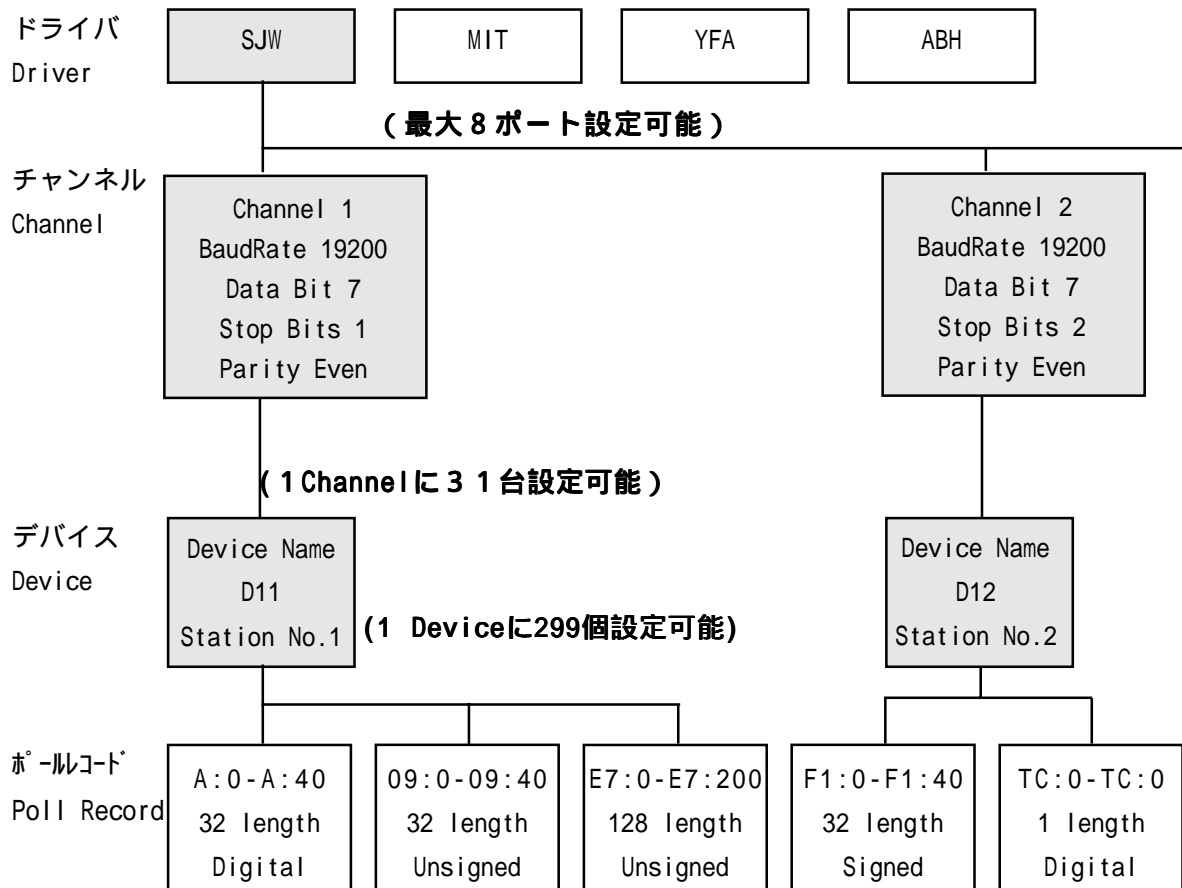 ドライバ
Driver
SJW
MIT
YFA
ABH
(最大8ポート設定可能)
チャンネル
Channel
Channel 1
BaudRate 19200
Data Bit 7
Stop Bits 1
Parity Even
Channel 2
BaudRate 19200
Data Bit 7
Stop Bits 2
Parity Even
(1Channelに31台設定可能)
デバイス
Device
Device Name
D11
Station No.1
(1 Deviceに299個設定可能)
Device Name
D12
Station No.2
ポールレコード
Poll Record
A:0-A:40
32 length
Digital
09:0-09:40
32 length
Unsigned
E7:0-E7:200
128 length
Unsigned
F1:0-F1:40
32 length
Signed
TC:0-TC:0
1 length
Digital